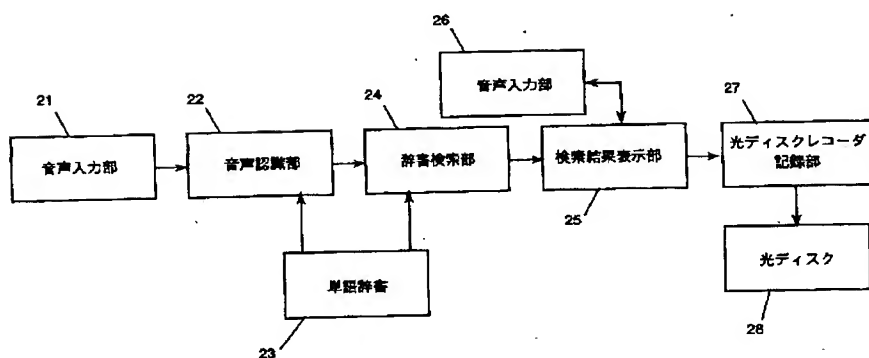 26
21
22
24
27
音声入力部
音声入力部
音声認識部
辞書検索部
検索結果表示部
光ディスクレコーダ
記録部
25
単語辞書
光ディスク
23
28